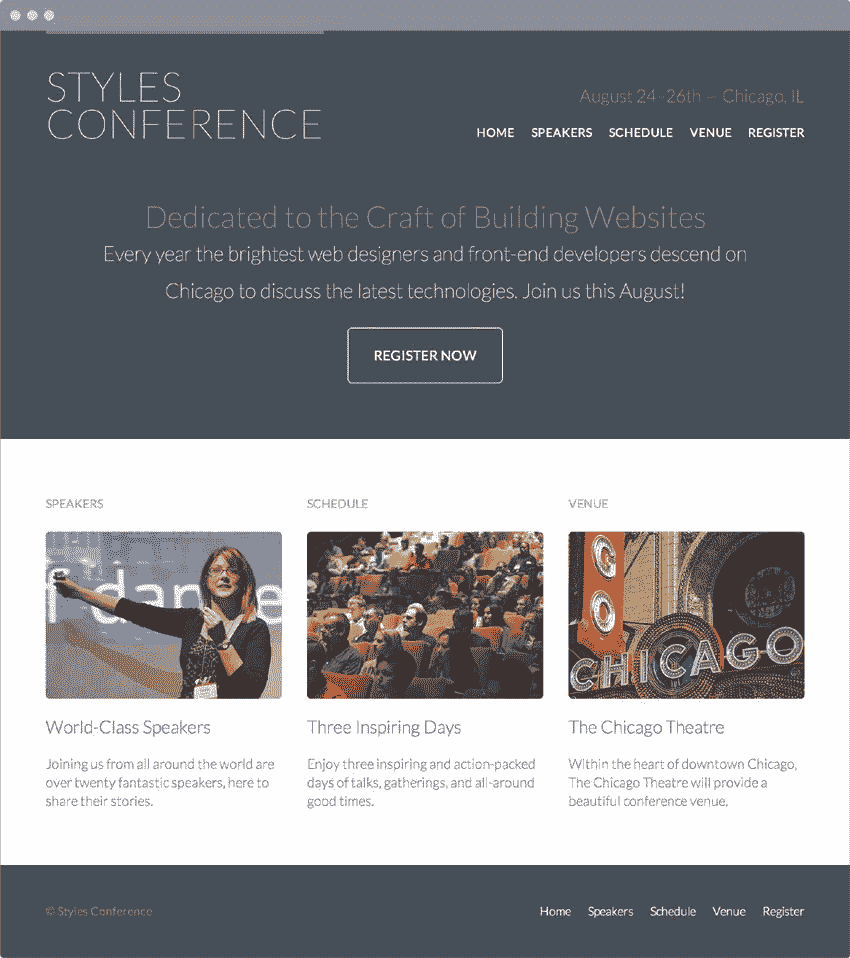 STYLES
CONFERENCE
August 24–26th — Chicago, IL
HOME SPEAKERS SCHEDULE VENUE REGISTER
Dedicated to the Craft of Building Websites
Every year the brightest web designers and front-end developers descend on
Chicago to discuss the latest technologies. Join us this August!
REGISTER NOW
SPEAKERS
SCHEDULE
VENUE
GO
CHICAGO
World-Class Speakers
Joining us from all around the world are
over twenty fantastic speakers, here to
share their stories.
Three Inspiring Days
Enjoy three inspiring and action-packed
days of talks, gatherings, and all-around
good times.
The Chicago Theatre
Within the heart of downtown Chicago,
The Chicago Theatre will provide a
beautiful conference venue.
© Styles Conference
Home Speakers Schedule Venue Register